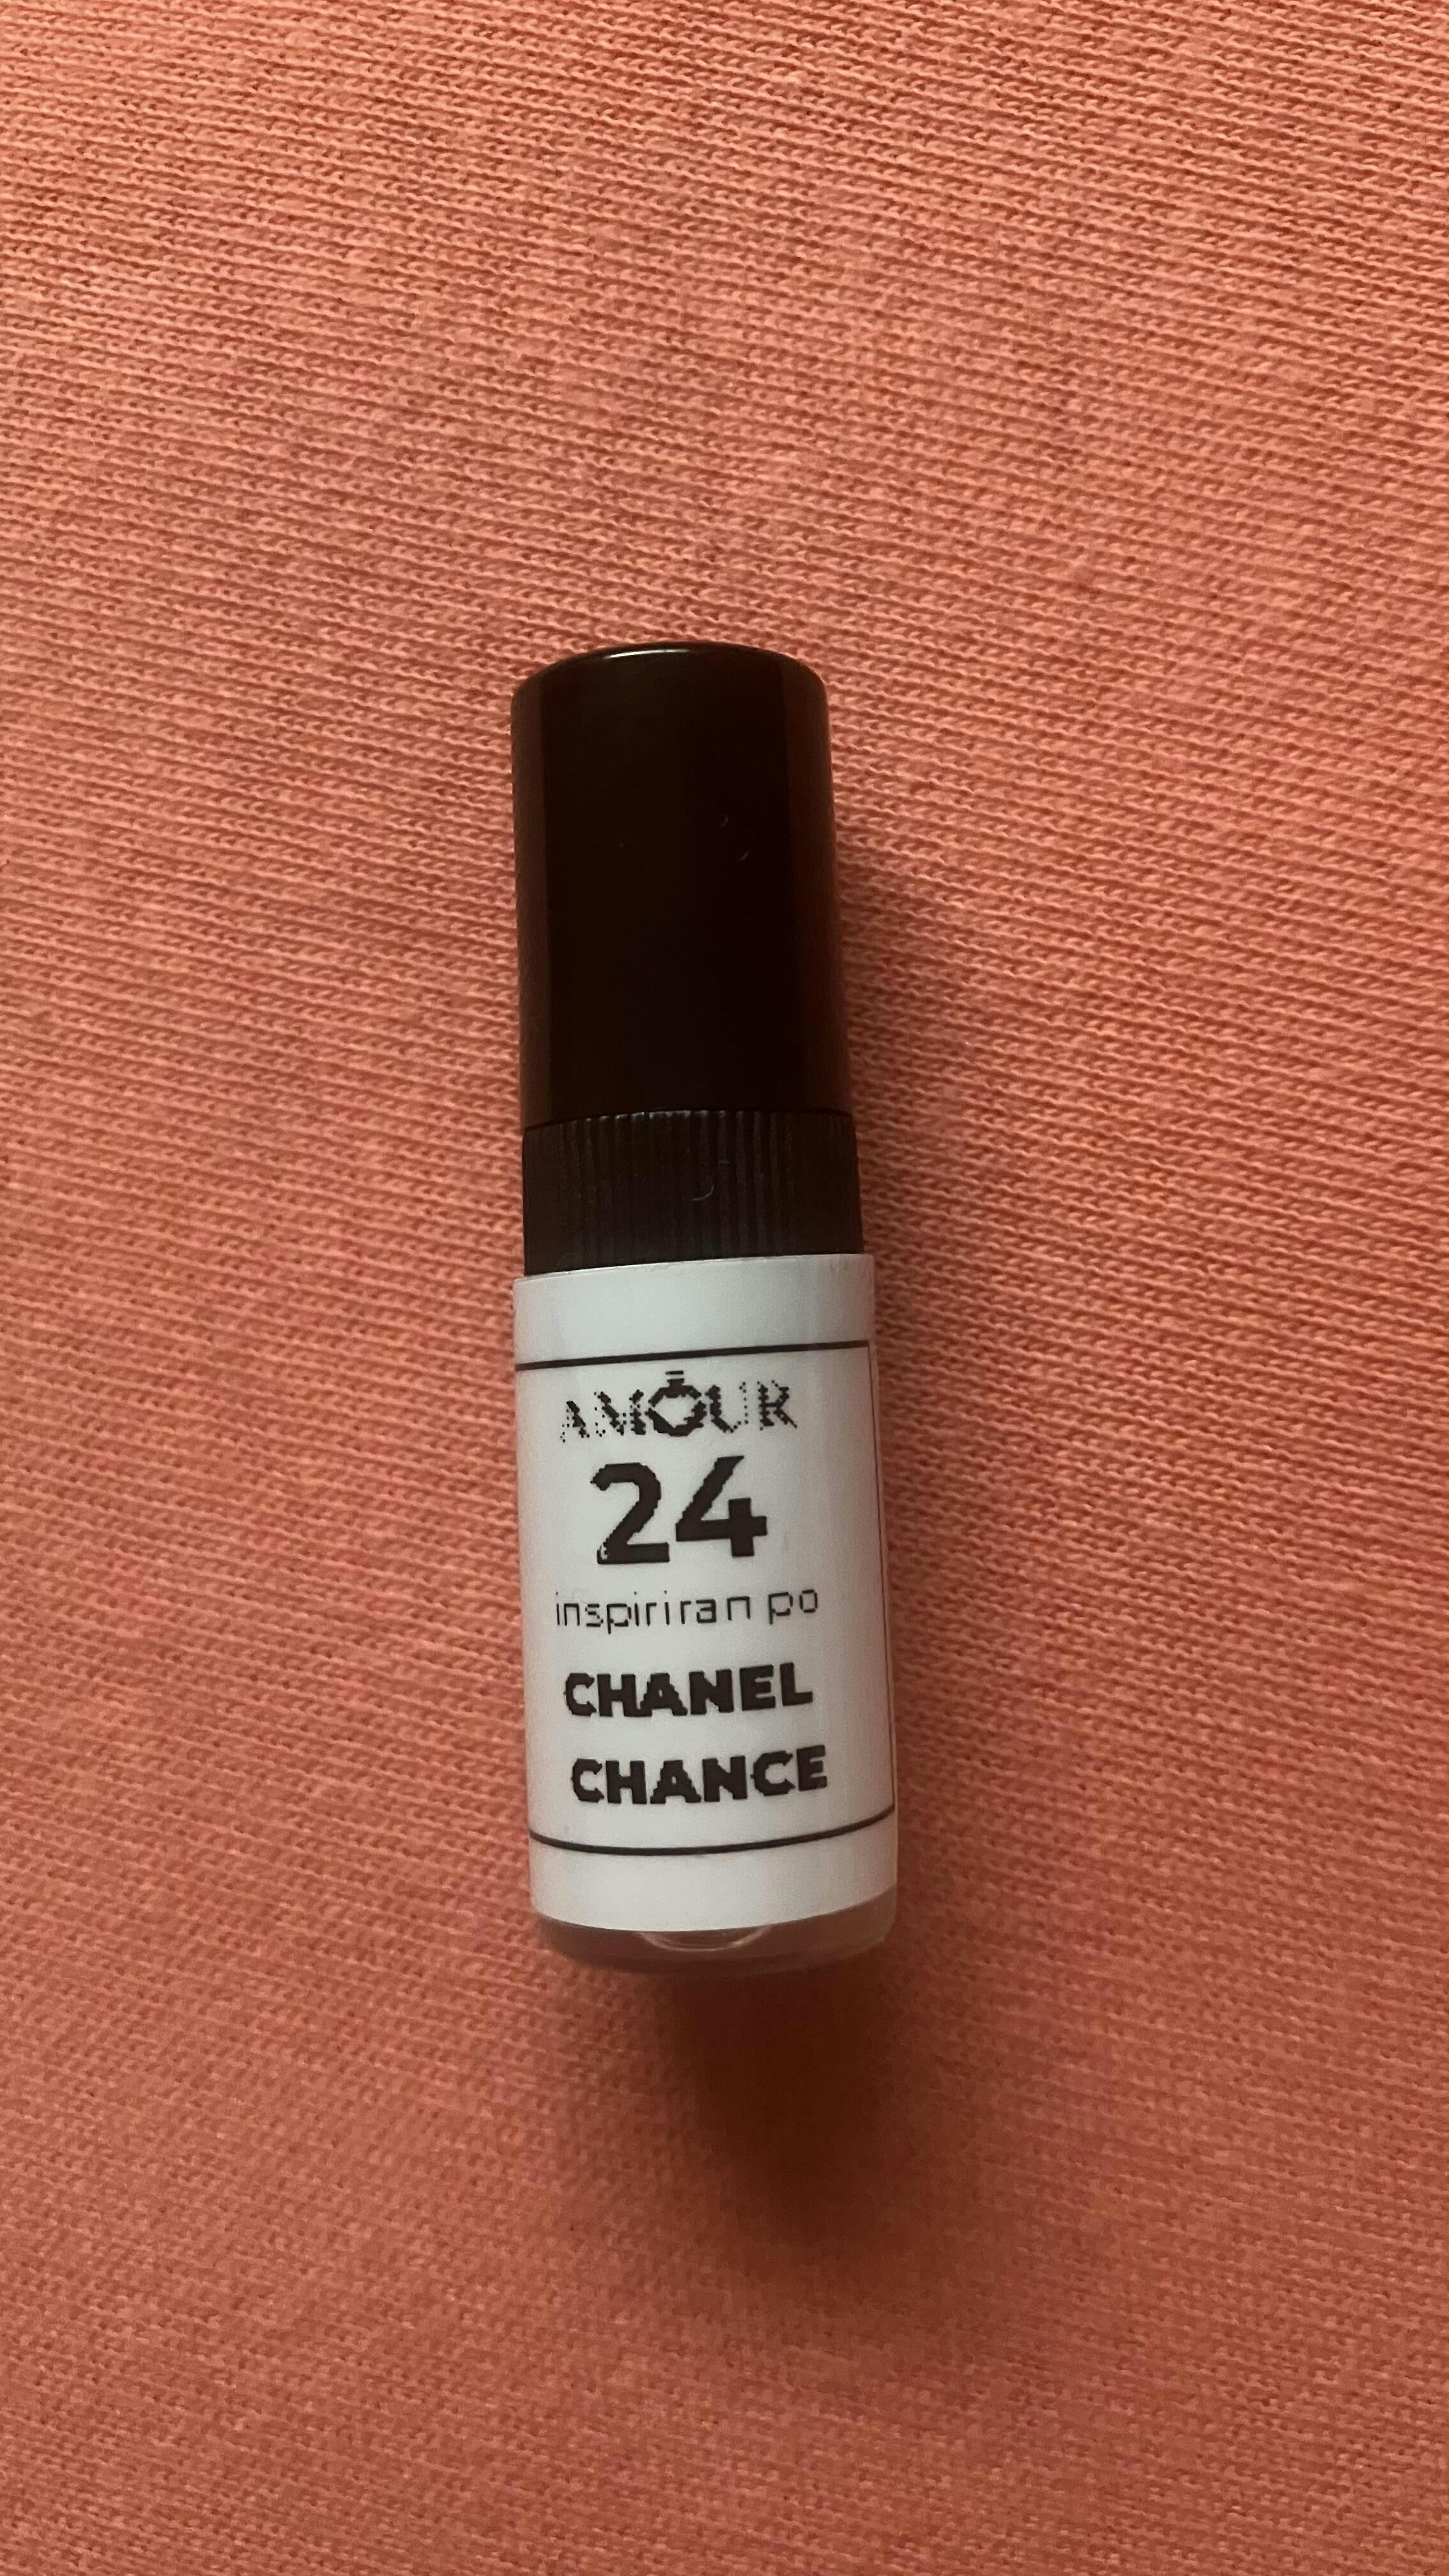 AMOUR
24
inspiriran po
CHANEL
CHANCE